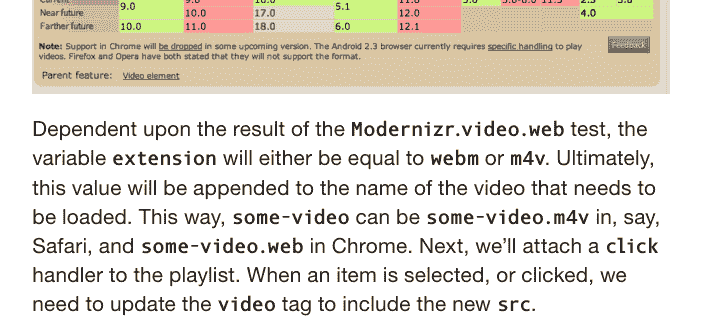 9.0 5.1
Near future 10.0 17.0 12.0 4.0
Farther future 10.0 11.0 18.0 6.0 12.1
Note: Support in Chrome will be dropped in some upcoming version. The Android 2.3 browser currently requires specific handling to play
videos. Firefox and Opera have both stated that they will not support the format.
Feedback
Parent feature: Video element
Dependent upon the result of the Modernizr.video.web test, the
variable extension will either be equal to webm or m4v. Ultimately,
this value will be appended to the name of the video that needs to
be loaded. This way, some-video can be some-video.m4v in, say,
Safari, and some-video.web in Chrome. Next, we’ll attach a click
handler to the playlist. When an item is selected, or clicked, we
need to update the video tag to include the new src.